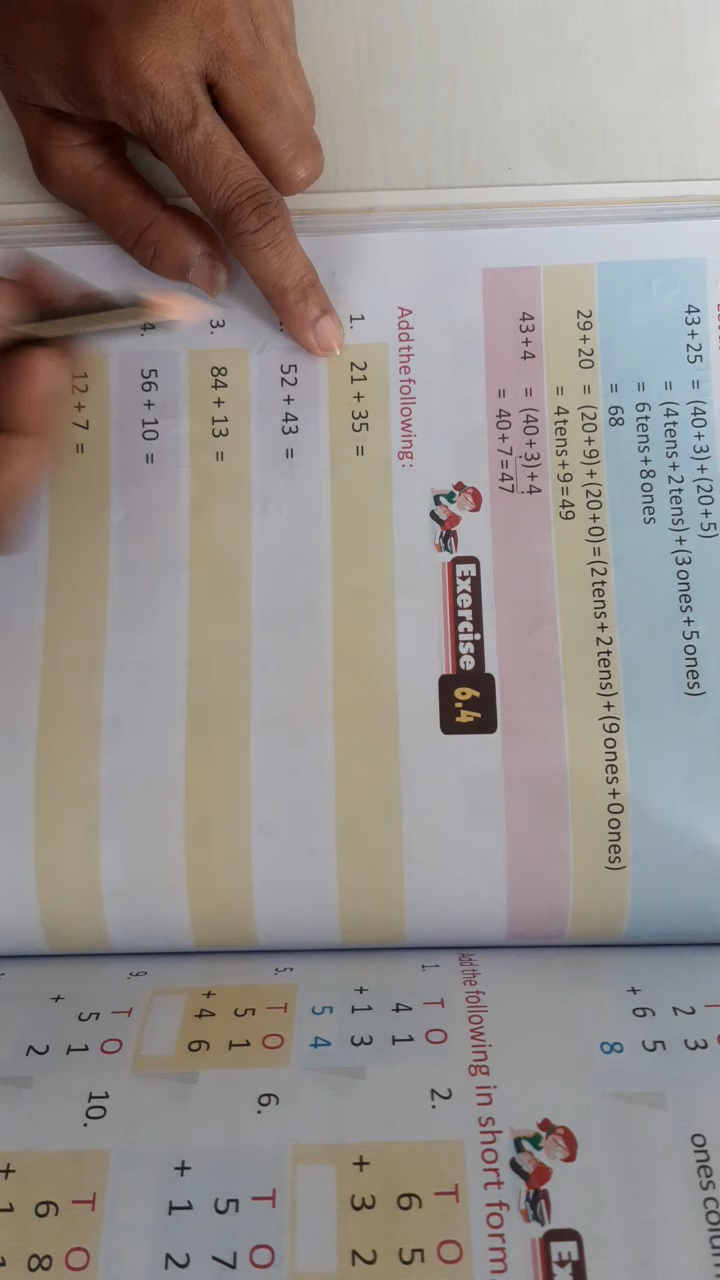 43+25 = (40+3)+(20+5)
= (4tens+2tens)+(3ones+5ones)
= 6tens+8ones
= 68
29+20 = (20+9)+(20+0)=(2tens+2tens)+(9ones+0ones)
= 4tens+9=49
43+4 = (40+3)+4
= 40+7=47
Exercise 6.4
Add the following:
1. 21 + 35 =
52 + 43 =
3. 84 + 13 =
4. 56 + 10 =
12 + 7 =
ones
2 3
+ 6 5
8
Add the following in short form
1. T O
4 1
+ 1 3
5 4
2. T O
6 5
+ 3 2
5. T O
5 1
+ 4 6
6. T O
5 7
+ 1 2
9. T O
5 1
+ 2
10. T O
6 8
+ 1